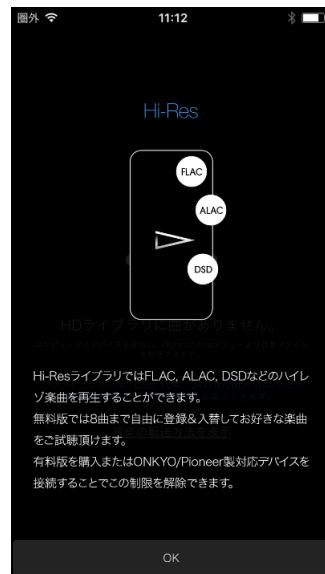 圏外 11:12
Hi-Res
FLAC
ALAC
DSD
HDライブラリに曲がありません。
Hi-ResライブラリではFLAC, ALAC, DSDなどのハイレ
ゾ楽曲を再生することができます。
無料版では8曲まで自由に登録&入替してお好きな楽曲
をご試聴頂けます。
有料版を購入またはONKYO/Pioneer製対応デバイスを
接続することでこの制限を解除できます。
OK